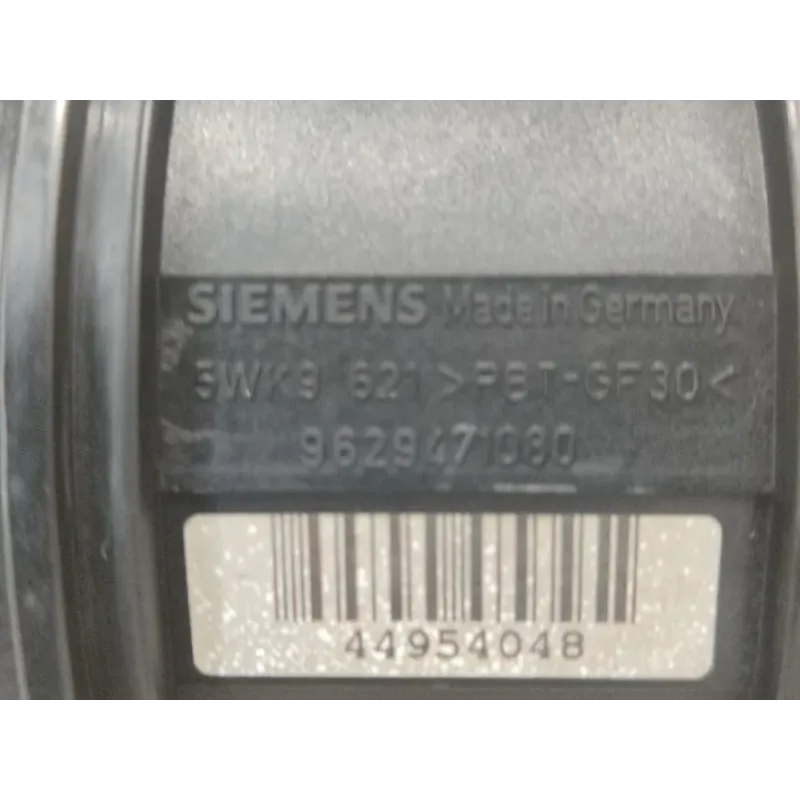 SIEMENS Made in Germany
5WK9 621 >PBT-GF30<
9629471080
44954048